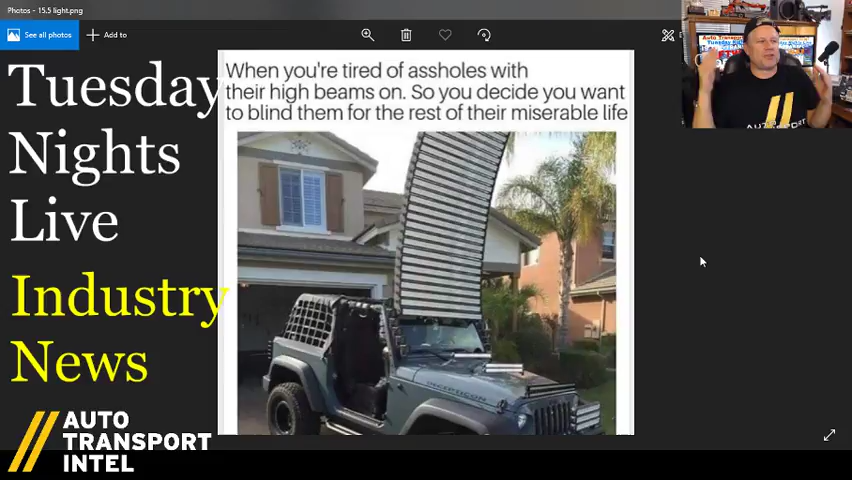 Photos - 15.5 light.png
See all photos
Add to
When you're tired of assholes with
their high beams on. So you decide you want
to blind them for the rest of their miserable life
Tuesday
Nights
Live
Industry
News
AUTO
TRANSPORT
INTEL